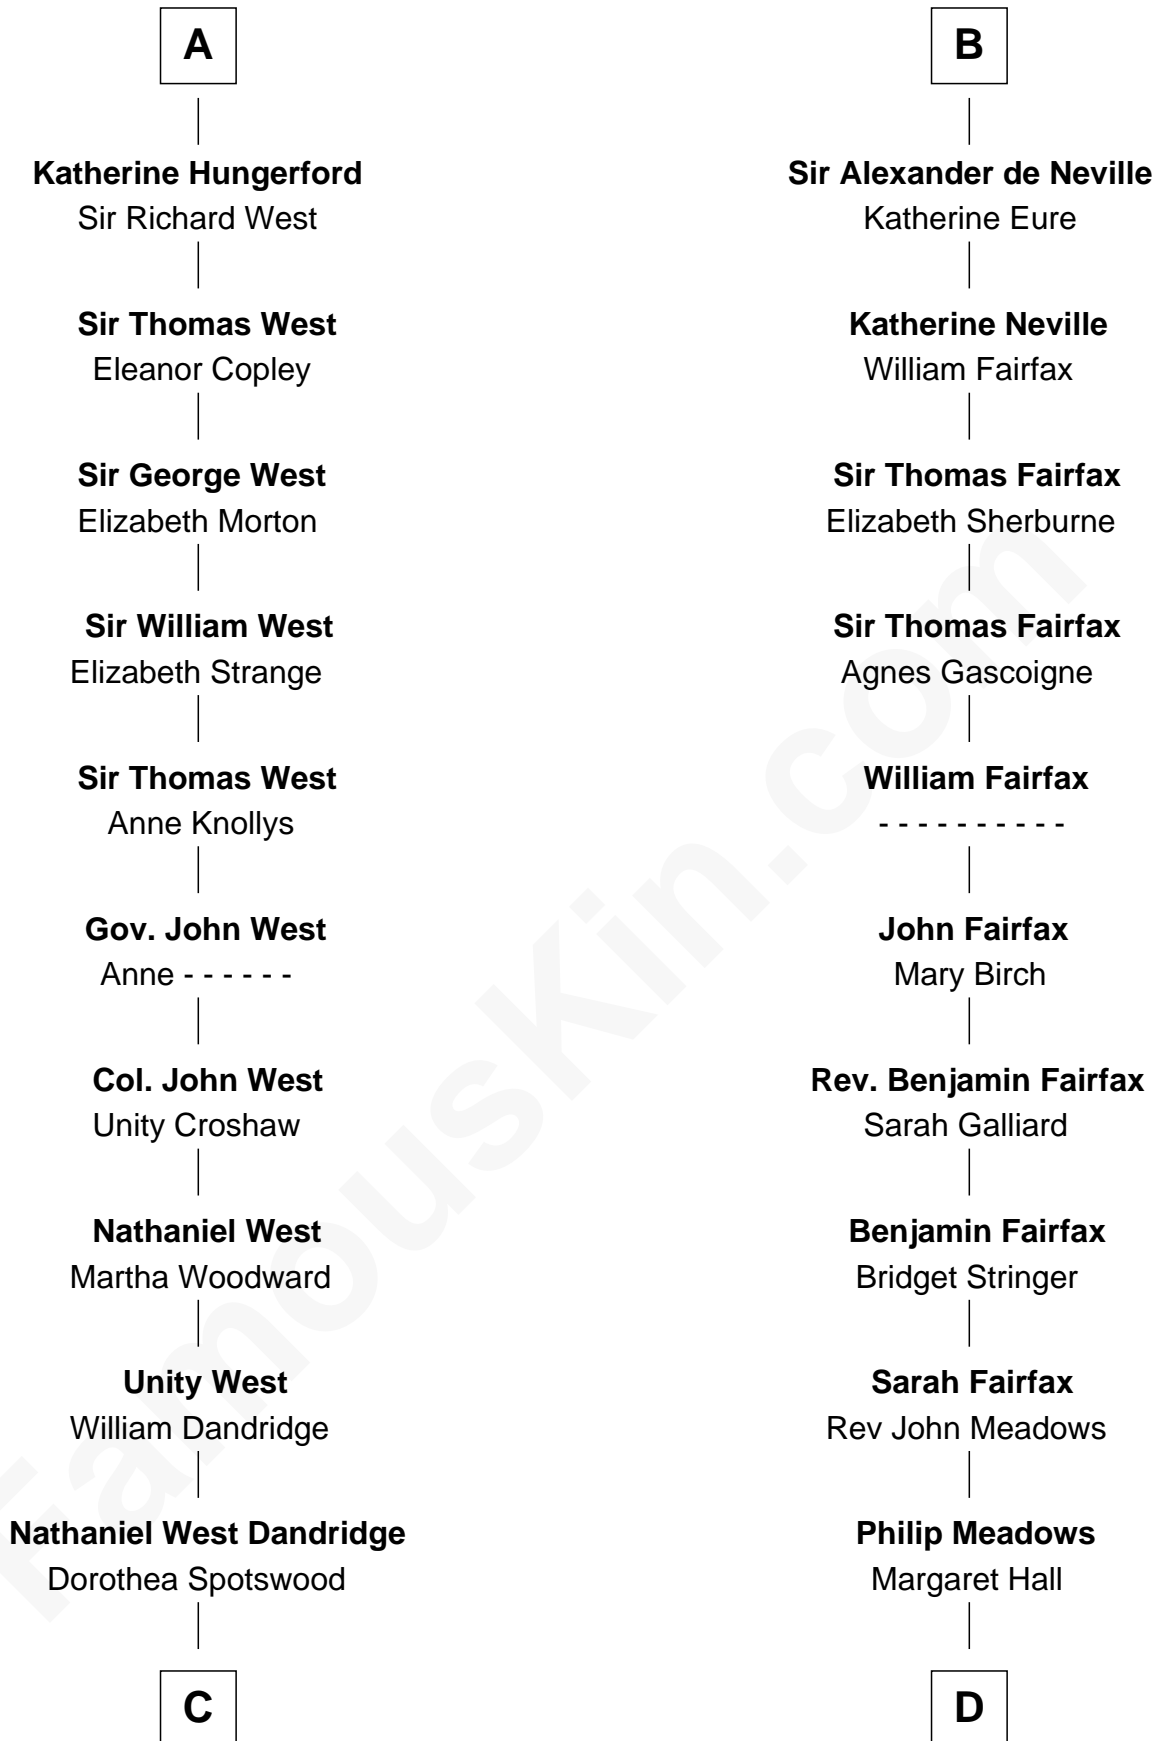 A
Katherine Hungerford
Sir Richard West
Sir Thomas West
Eleanor Copley
Sir George West
Elizabeth Morton
Sir William West
Elizabeth Strange
Sir Thomas West
Anne Knollys
Gov. John West
Anne - - - - - -
Col. John West
Unity Croshaw
Nathaniel West
Martha Woodward
Unity West
William Dandridge
Nathaniel West Dandridge
Dorothea Spotswood
C
B
Sir Alexander de Neville
Katherine Eure
Katherine Neville
William Fairfax
Sir Thomas Fairfax
Elizabeth Sherburne
Sir Thomas Fairfax
Agnes Gascoigne
William Fairfax
- - - - - - - - - -
John Fairfax
Mary Birch
Rev. Benjamin Fairfax
Sarah Galliard
Benjamin Fairfax
Bridget Stringer
Sarah Fairfax
Rev John Meadows
Philip Meadows
Margaret Hall
D
FamousKin.com